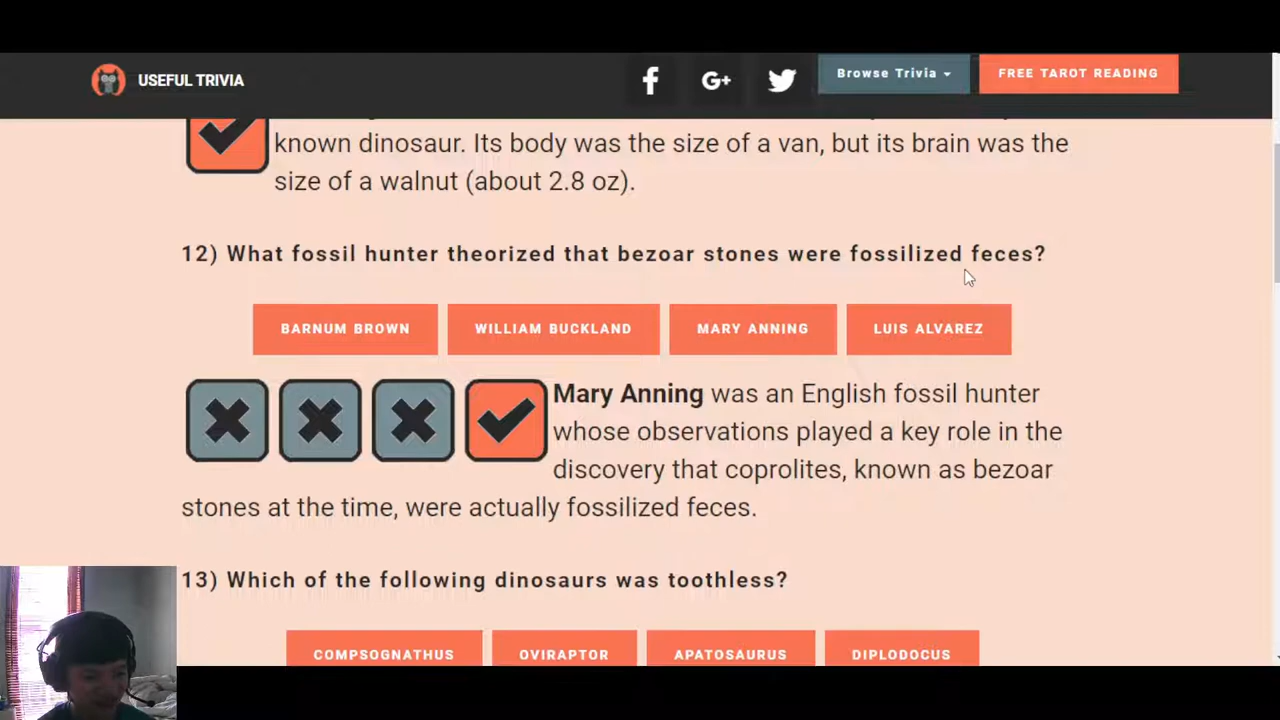 USEFUL TRIVIA
f G+ Browse Trivia FREE TAROT READING
known dinosaur. Its body was the size of a van, but its brain was the
size of a walnut (about 2.8 oz).
12) What fossil hunter theorized that bezoar stones were fossilized feces?
BARNUM BROWN WILLIAM BUCKLAND MARY ANNING LUIS ALVAREZ
Mary Anning was an English fossil hunter
whose observations played a key role in the
discovery that coprolites, known as bezoar
stones at the time, were actually fossilized feces.
13) Which of the following dinosaurs was toothless?
COMPSOGNATHUS OVIRAPTOR APATOSAURUS DIPLODOCUS